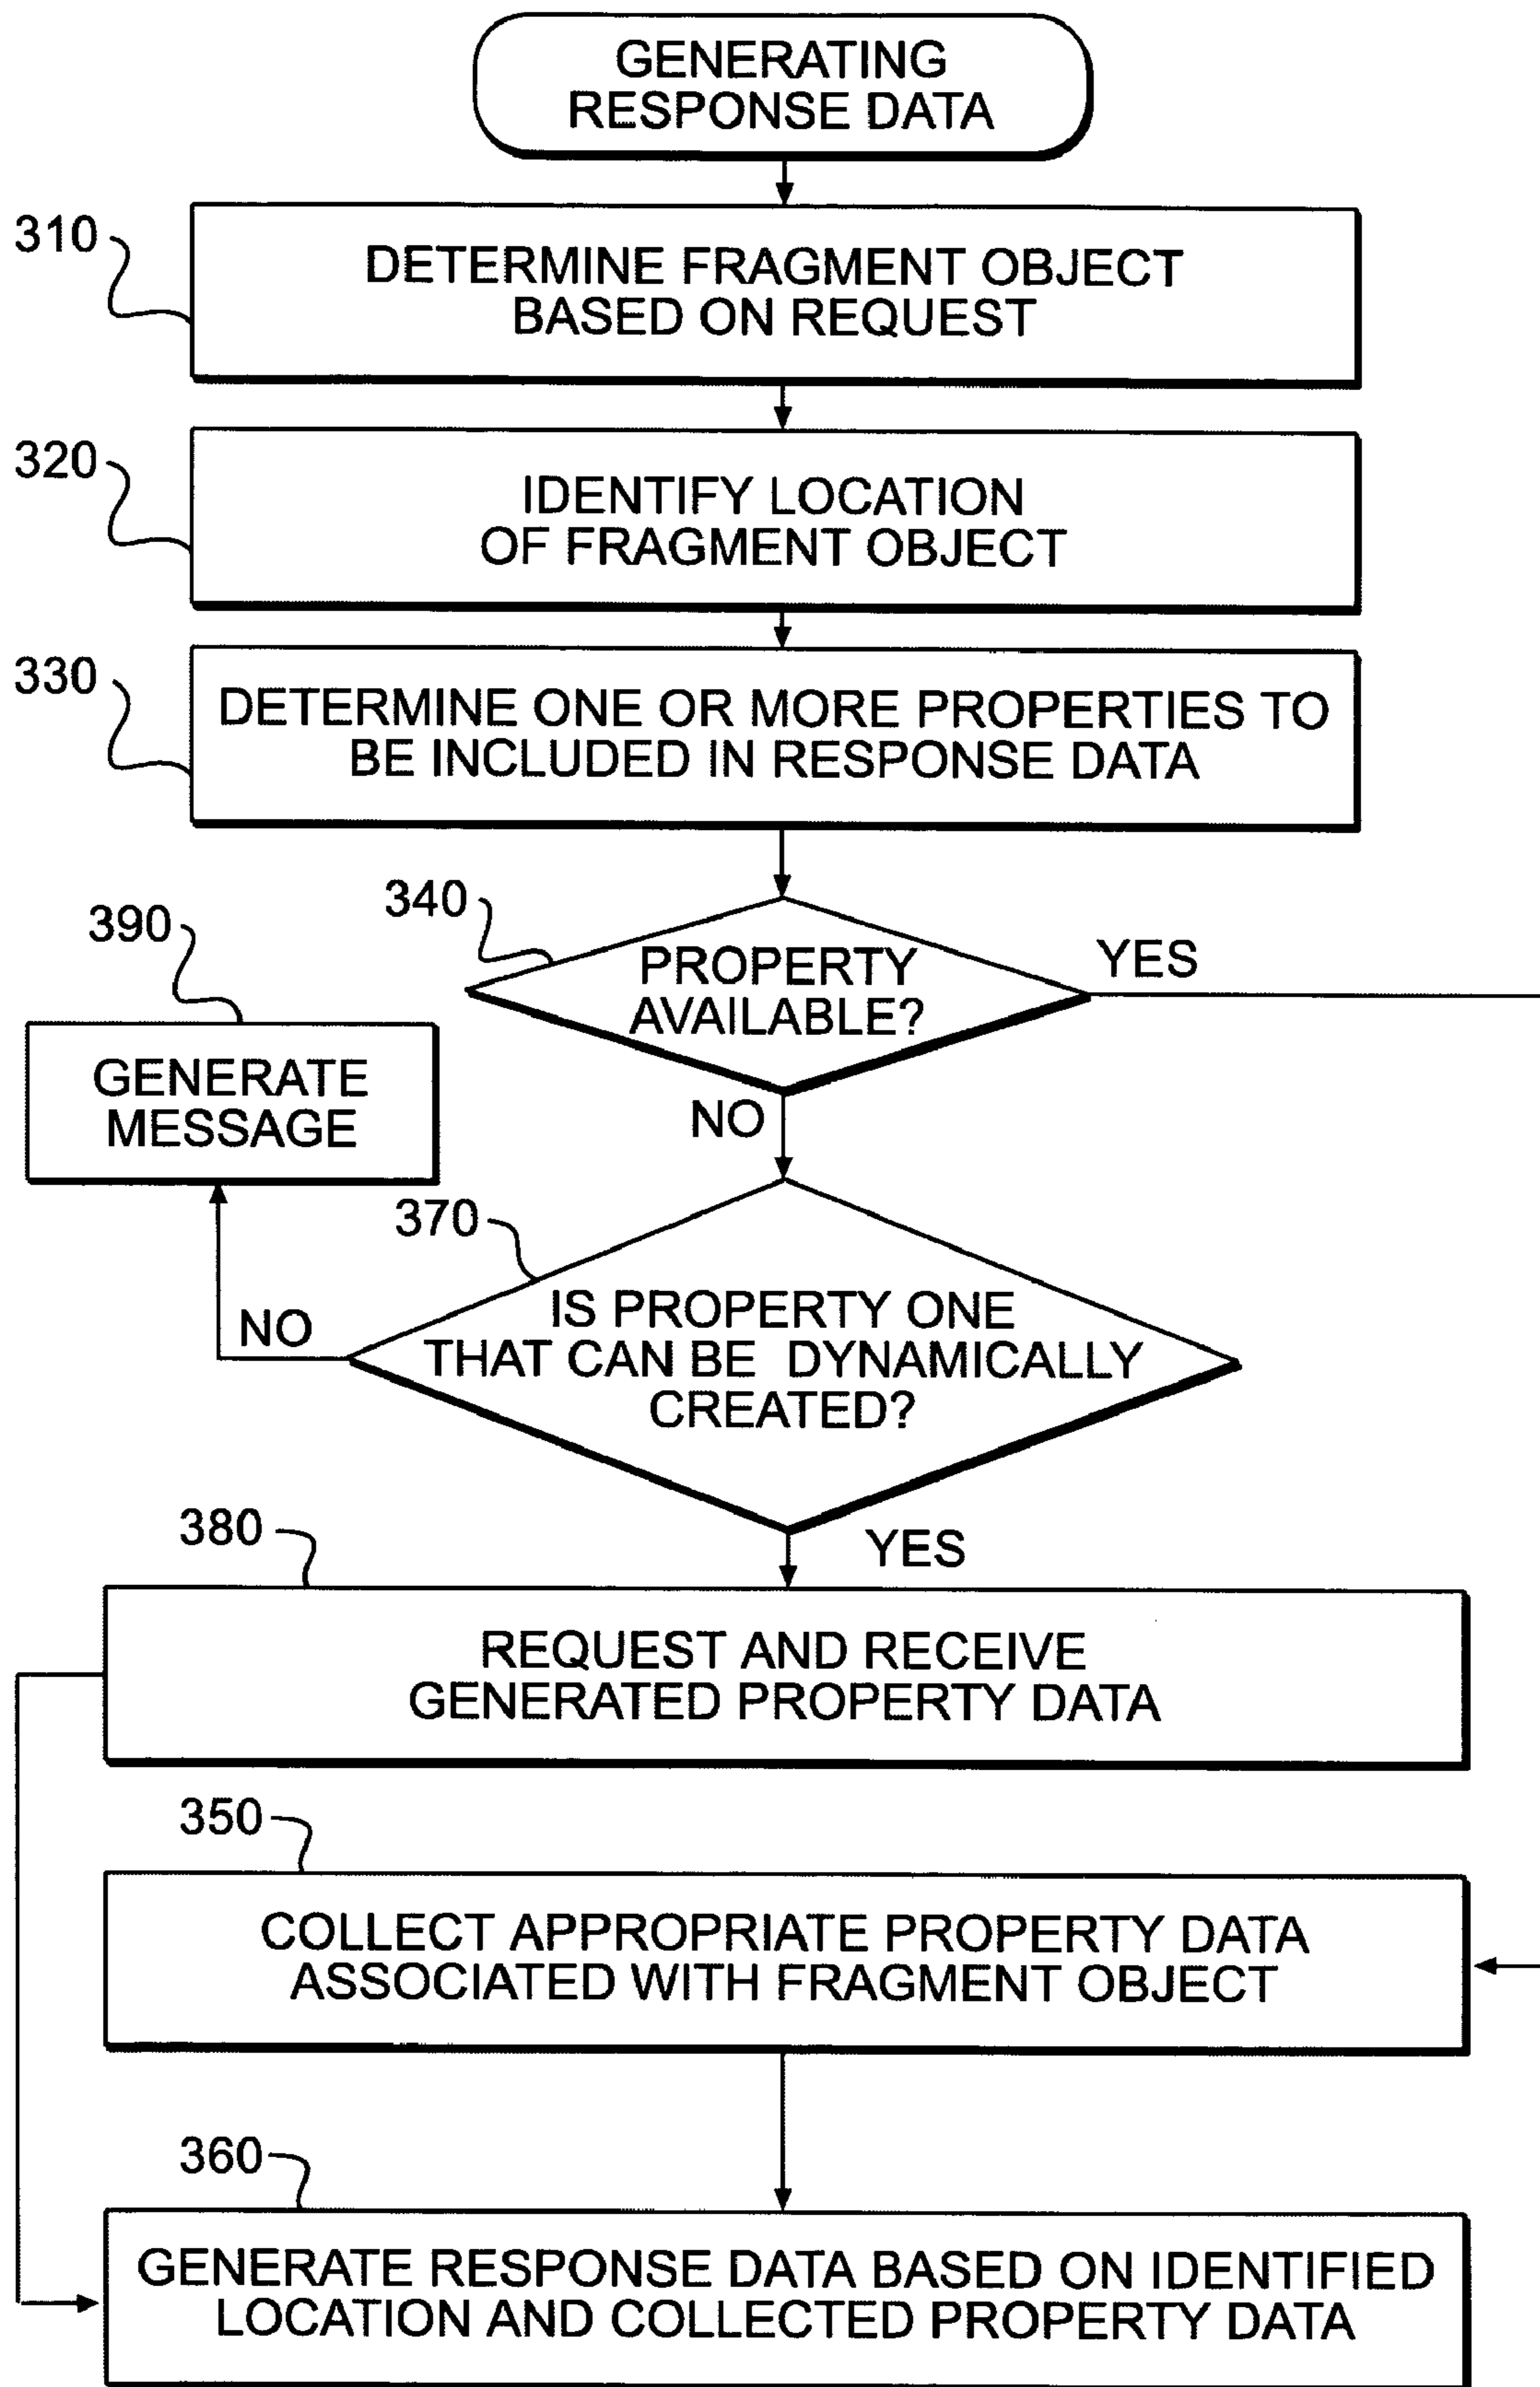 GENERATING
RESPONSE DATA
310
DETERMINE FRAGMENT OBJECT
BASED ON REQUEST
320
IDENTIFY LOCATION
OF FRAGMENT OBJECT
330
DETERMINE ONE OR MORE PROPERTIES TO
BE INCLUDED IN RESPONSE DATA
340
PROPERTY
AVAILABLE?
YES
390
GENERATE
MESSAGE
NO
370
IS PROPERTY ONE
THAT CAN BE DYNAMICALLY
CREATED?
NO
YES
380
REQUEST AND RECEIVE
GENERATED PROPERTY DATA
350
COLLECT APPROPRIATE PROPERTY DATA
ASSOCIATED WITH FRAGMENT OBJECT
360
GENERATE RESPONSE DATA BASED ON IDENTIFIED
LOCATION AND COLLECTED PROPERTY DATA